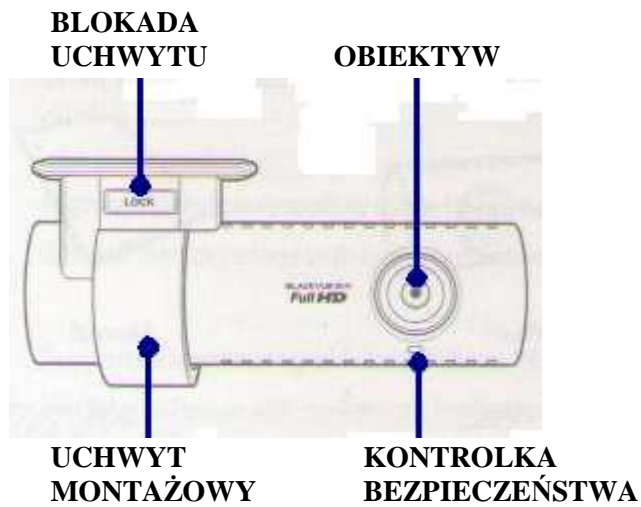 BLOKADA
UCHWYTU
OBIEKTYW
LOCK
Full HD
UCHWYT
MONTAŻOWY
KONTROLKA
BEZPIECZEŃSTWA